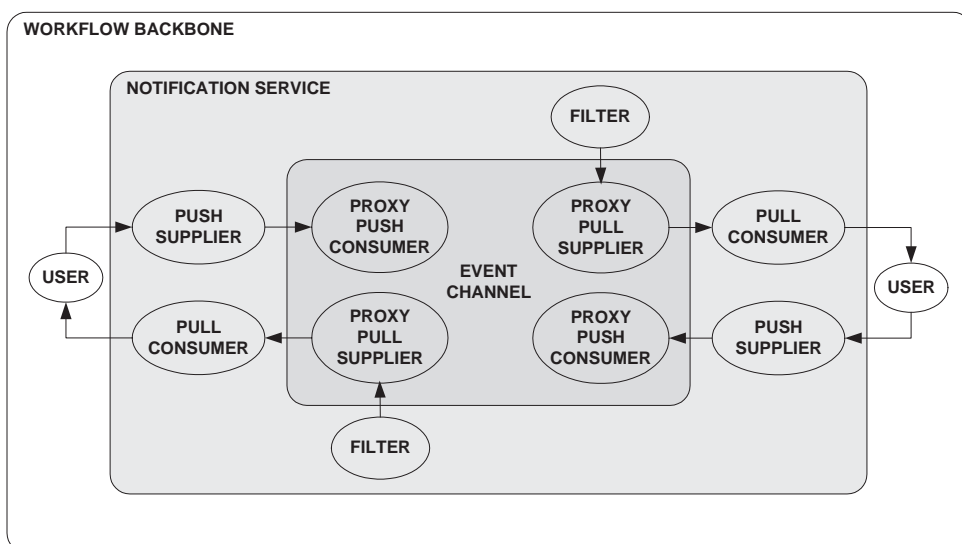 WORKFLOW BACKBONE
NOTIFICATION SERVICE
FILTER
PUSH
SUPPLIER
PROXY
PUSH
CONSUMER
PROXY
PULL
SUPPLIER
PULL
CONSUMER
USER
EVENT
CHANNEL
USER
PULL
CONSUMER
PROXY
PULL
SUPPLIER
PROXY
PUSH
CONSUMER
PUSH
SUPPLIER
FILTER